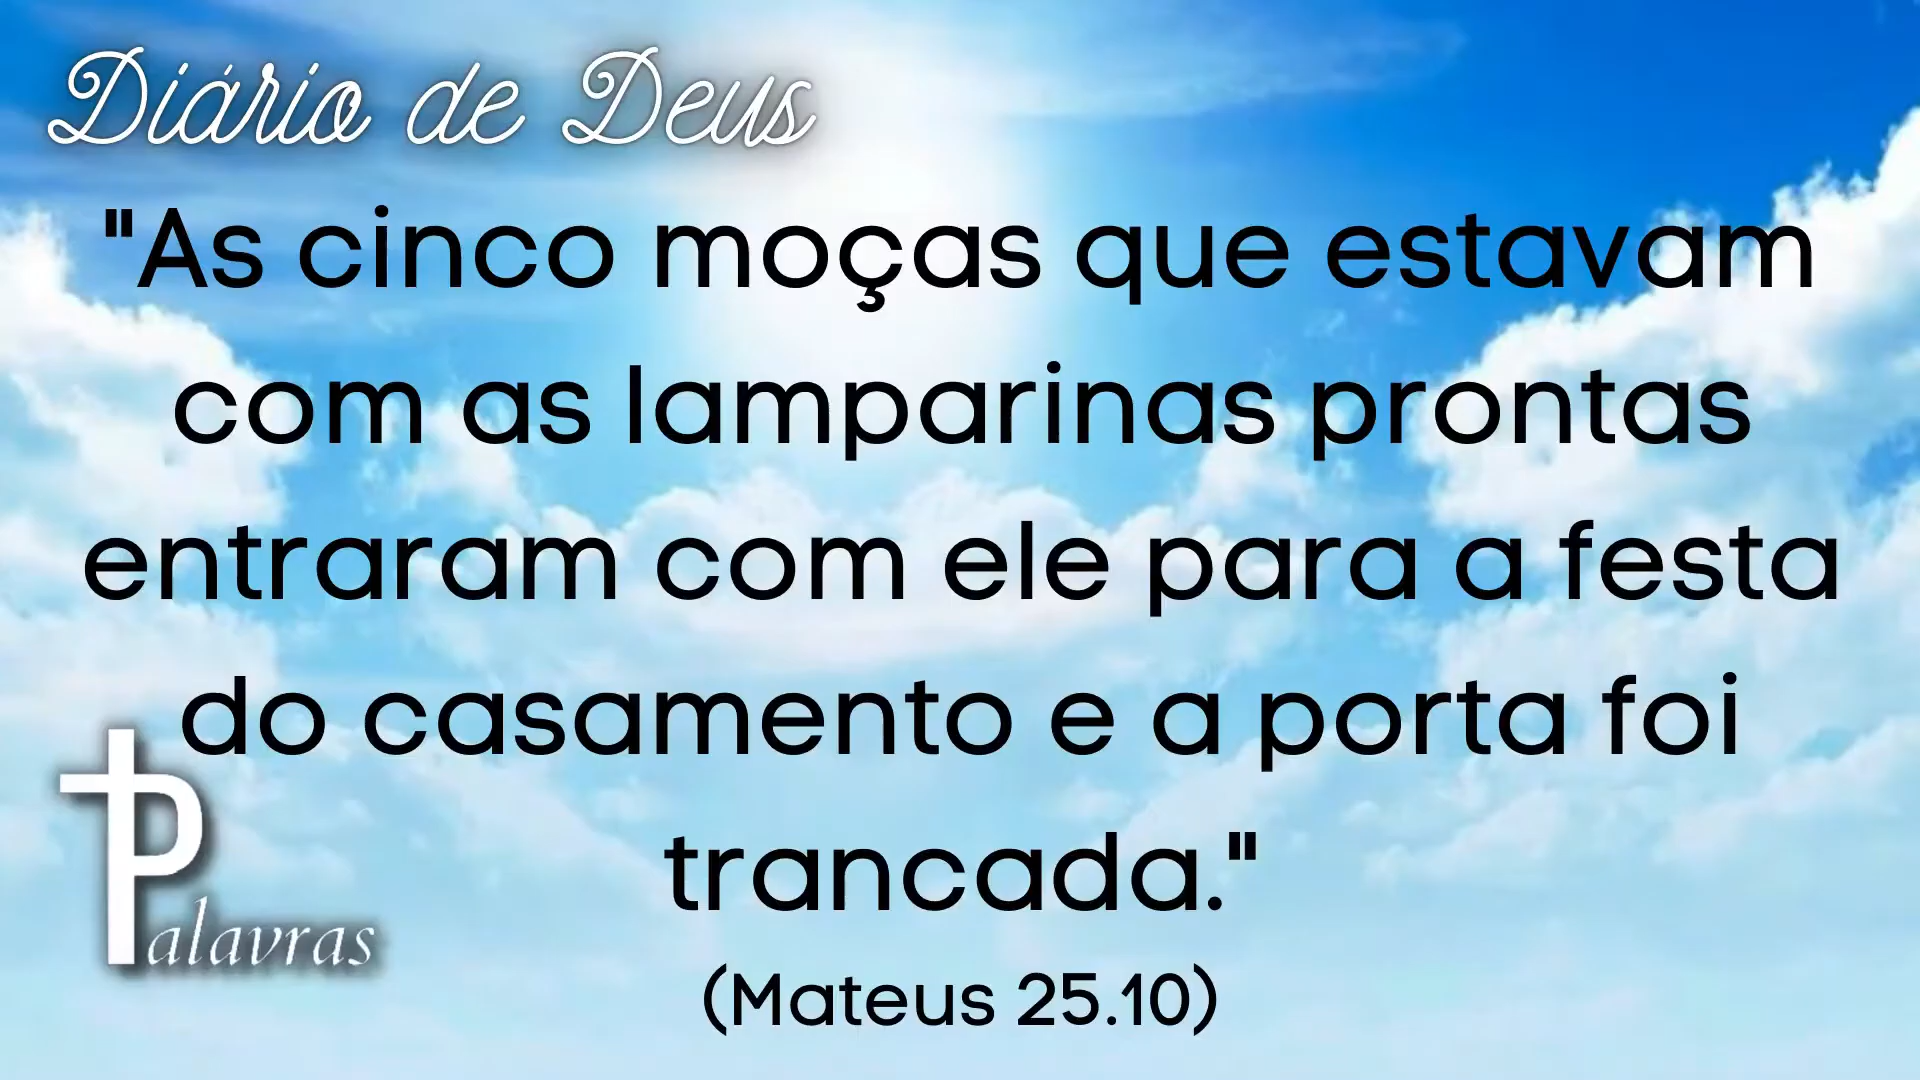 Diário de Deus
"As cinco moças que estavam
com as lamparinas prontas
entraram com ele para a festa
do casamento e a porta foi
trancada."
Palavras
(Mateus 25.10)